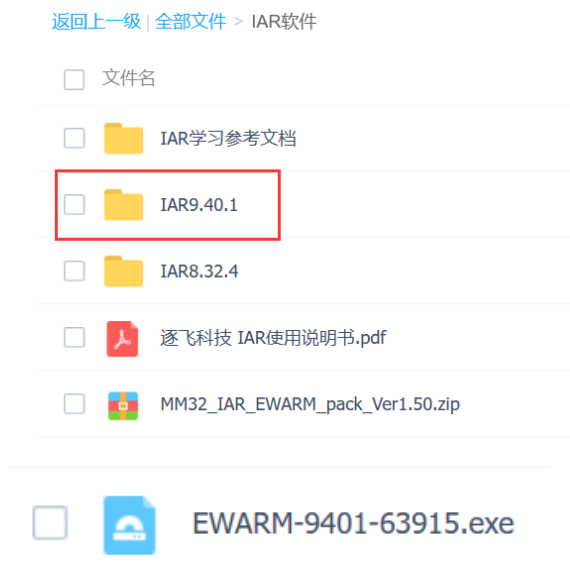 返回上一级 | 全部文件 > IAR软件
文件名
IAR学习参考文档
IAR9.40.1
IAR8.32.4
逐飞科技 IAR使用说明书.pdf
MM32_IAR_EWARM_pack_Ver1.50.zip
EWARM-9401-63915.exe